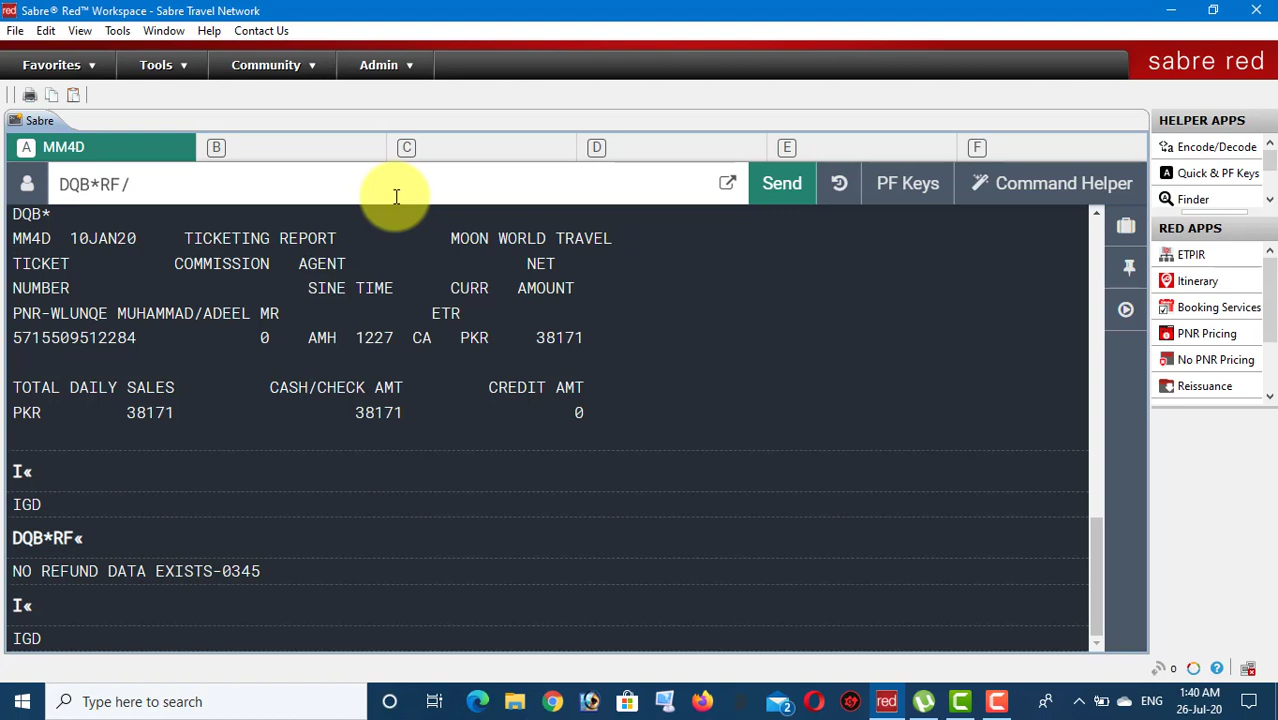 red Sabre® Red™ Workspace - Sabre Travel Network
File Edit View Tools Window Help Contact Us
Favorites Tools Community Admin sabre red
Sabre
HELPER APPS
A MM4D B C D E F
Encode/Decode
DQB*RF/ Send PF Keys Command Helper
A Quick & PF Keys
Finder
RED APPS
ETPIR
Itinerary
Booking Services
PNR Pricing
No PNR Pricing
Reissuance
DQB*
MM4D 10JAN20 TICKETING REPORT MOON WORLD TRAVEL
TICKET COMMISSION AGENT NET
NUMBER SINE TIME CURR AMOUNT
PNR-WLUNQE MUHAMMAD/ADEEL MR ETR
5715509512284 0 AMH 1227 CA PKR 38171
TOTAL DAILY SALES CASH/CHECK AMT CREDIT AMT
PKR 38171 38171 0
I«
IGD
DQB*RF«
NO REFUND DATA EXISTS-0345
I«
IGD
0
Type here to search
2
red
ENG
1:40 AM
26-Jul-20